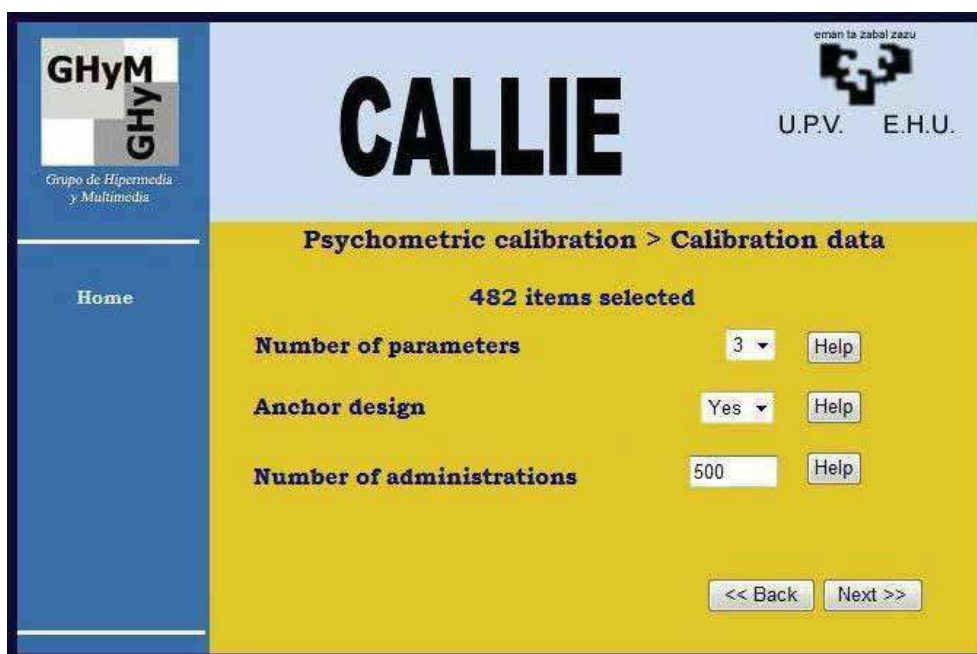 GHyM
GHyM
Grupo de Hipermedia
y Multimedia
CALLIE
eman ta zabal zazu
U.P.V. E.H.U.
Home
Psychometric calibration > Calibration data
482 items selected
Number of parameters 3 Help
Anchor design Yes Help
Number of administrations 500 Help
<< Back Next >>